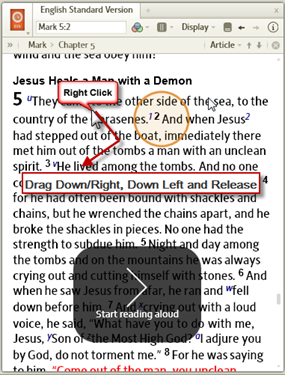 English Standard Version
Mark 5:2
Display
Mark > Chapter 5
Article
wind and the sea obey him?"
Jesus Heals a Man with a Demon
Right Click
5 uThey the other side of the sea, to the
country of the rasenes.1 2 And when Jesus2
had stepped out of the boat, immediately there
met him out of the tombs a man with an unclean
spirit. 3 vHe lived among the tombs. And no one
Drag Down/Right, Down Left and Release
4
for he had often been bound with shackles and
chains, but he wrenched the chains apart, and he
broke the shackles in pieces. No one had the
strength to subdue him. 5 Night and day among
the tombs and on the mountains he was always
crying out and cutting himself with stones. 6 And
when he saw Jesus from afar, he ran and wfell
down before him. 7 And xcrying out with a loud
Start reading aloud
voice, he said, "What have you to do with me,
Jesus, ySon of zthe Most High God? aI adjure you
by God, do not torment me." 8 For he was saying
to him, "Come out of the man, you unclean